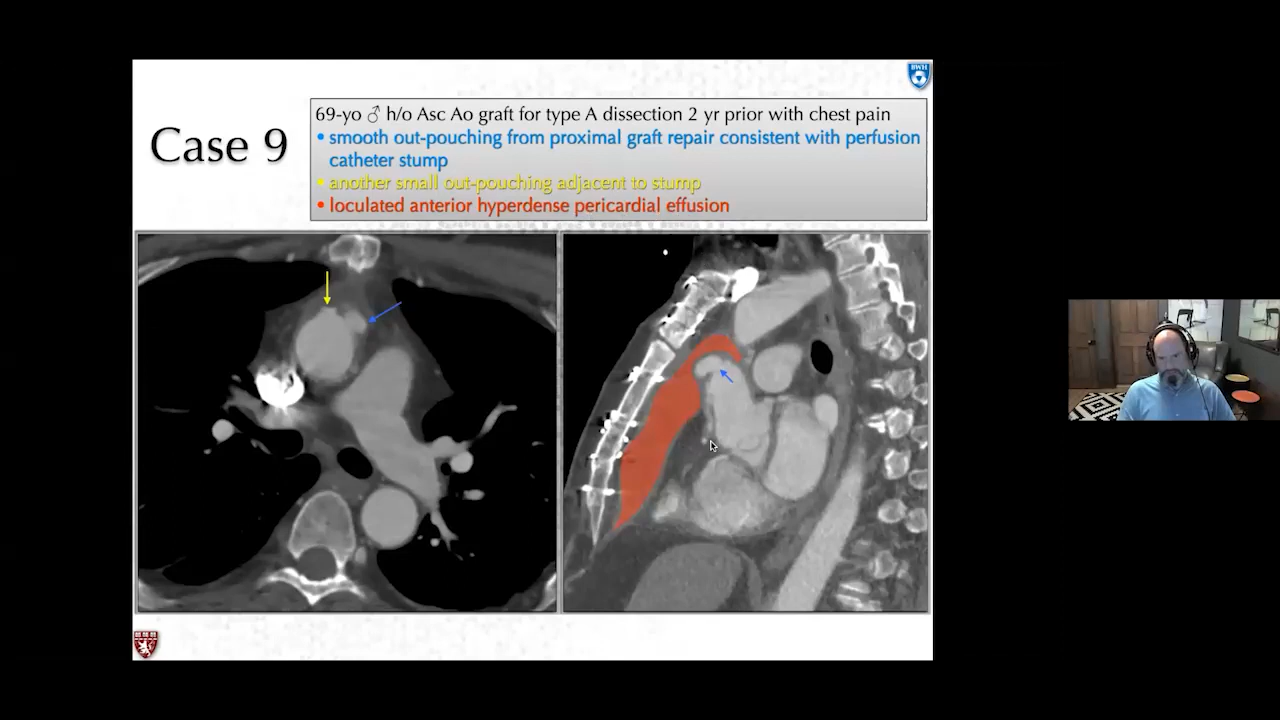 BWH
Case 9
69-yo ♂ h/o Asc Ao graft for type A dissection 2 yr prior with chest pain
• smooth out-pouching from proximal graft repair consistent with perfusion
catheter stump
• another small out-pouching adjacent to stump
• loculated anterior hyperdense pericardial effusion